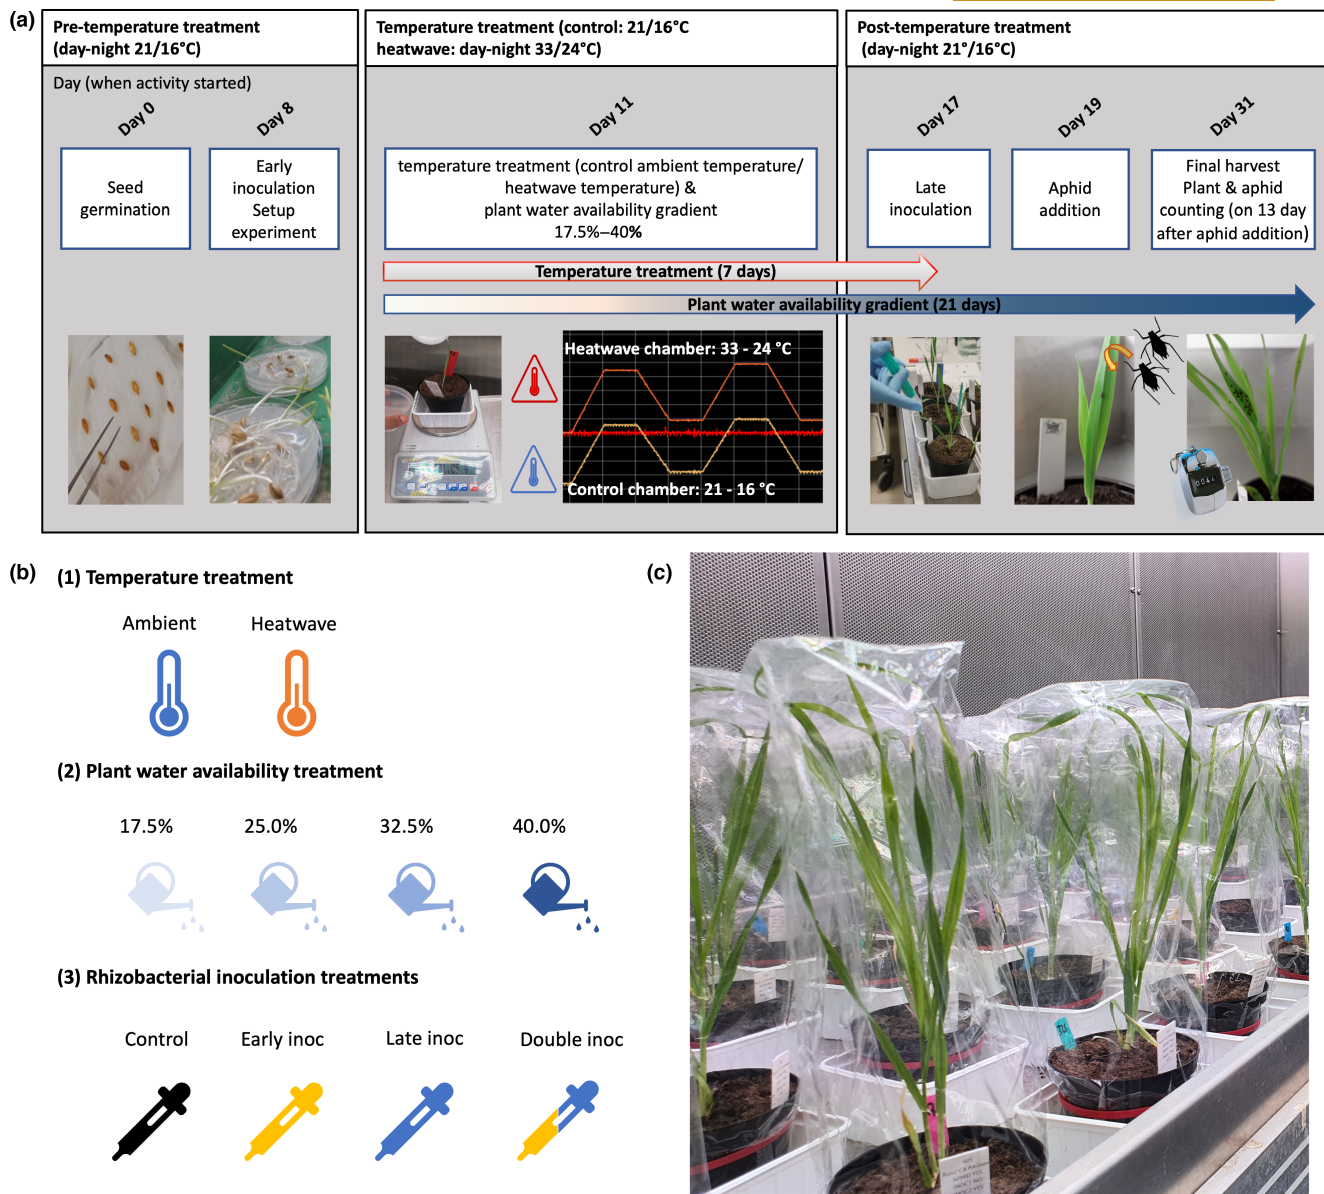 (a)
Pre-temperature treatment
(day-night 21/16°C)
Temperature treatment (control: 21/16°C
heatwave: day-night 33/24°C)
Post-temperature treatment
(day-night 21°/16°C)
Day (when activity started)
Day 0
Day 8
Day 11
Day 17
Day 19
Day 31
Seed
germination
Early
inoculation
Setup
experiment
temperature treatment (control ambient temperature/
heatwave temperature) &
plant water availability gradient
17.5%–40%
Late
inoculation
Aphid
addition
Final harvest
Plant & aphid
counting (on 13 day
after aphid addition)
Temperature treatment (7 days)
Plant water availability gradient (21 days)
Heatwave chamber: 33 - 24 °C
Control chamber: 21 - 16 °C
(b)
(1) Temperature treatment
Ambient
Heatwave
(2) Plant water availability treatment
17.5%
25.0%
32.5%
40.0%
(3) Rhizobacterial inoculation treatments
Control
Early inoc
Late inoc
Double inoc
(c)